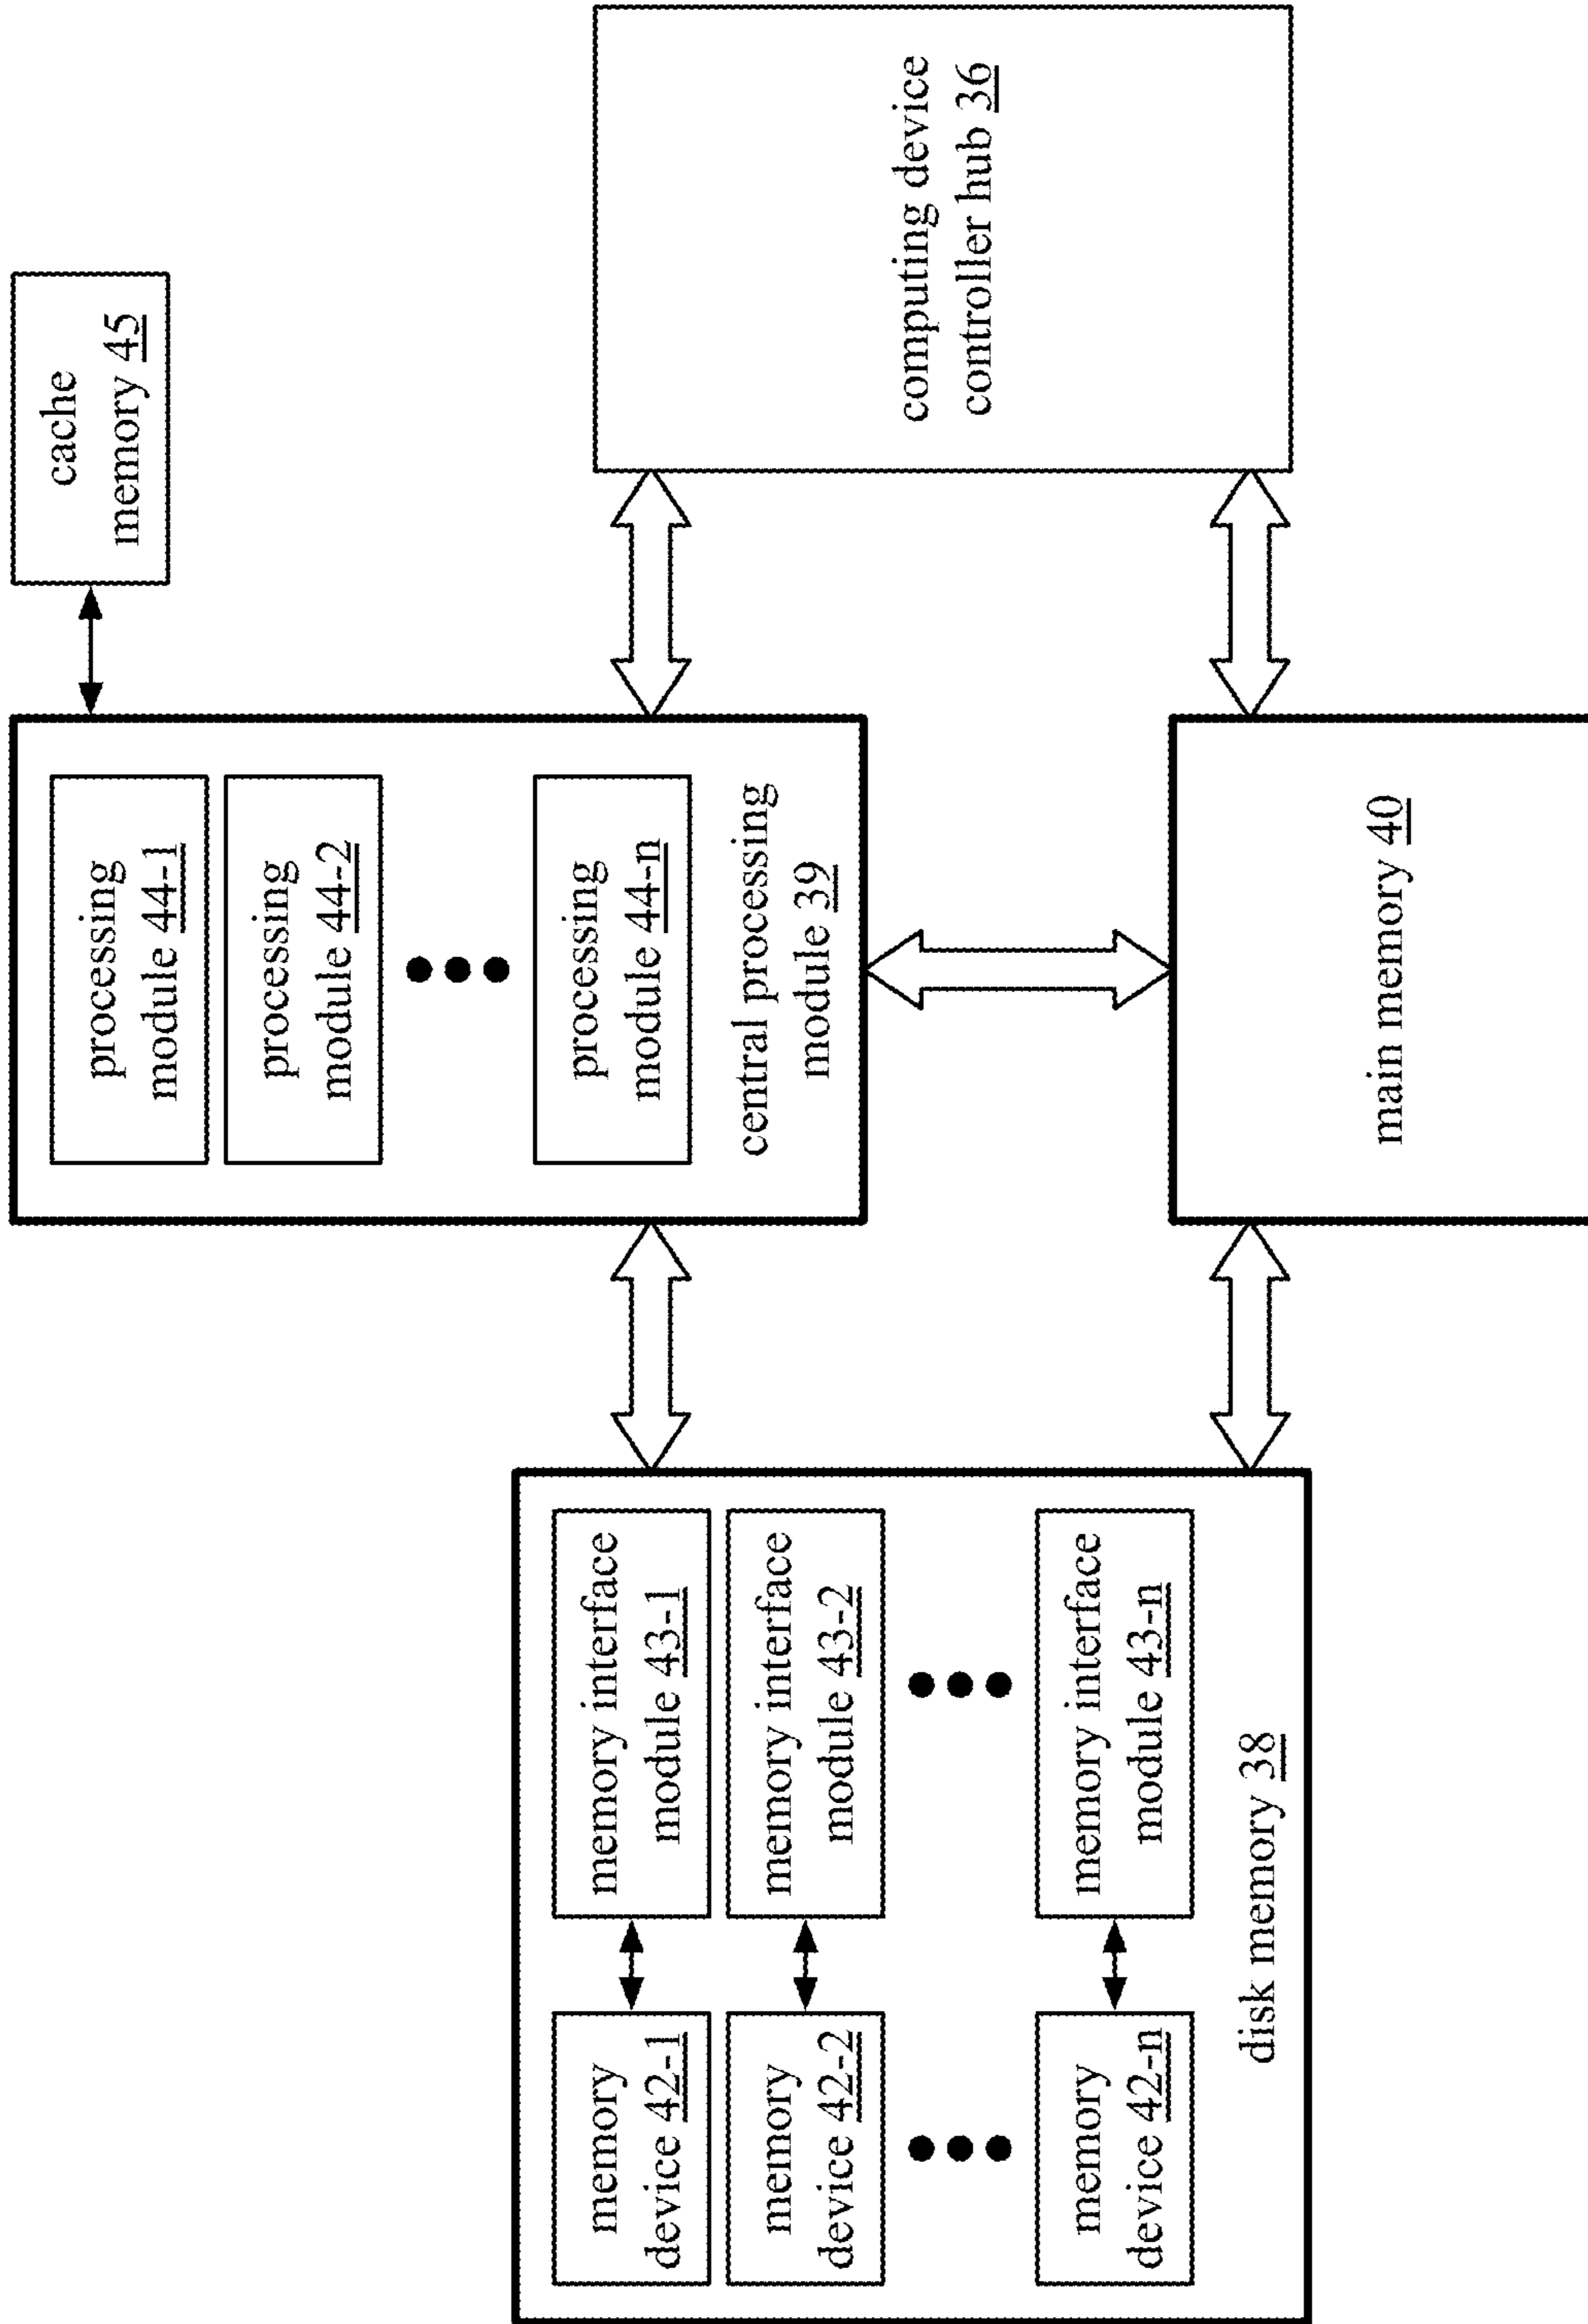 memory
device 42-1
memory interface
module 43-1
memory
device 42-2
memory interface
module 43-2
memory
device 42-n
memory interface
module 43-n
disk memory 38
processing
module 44-1
processing
module 44-2
processing
module 44-n
central processing
module 39
main memory 40
cache
memory 45
computing device
controller hub 36